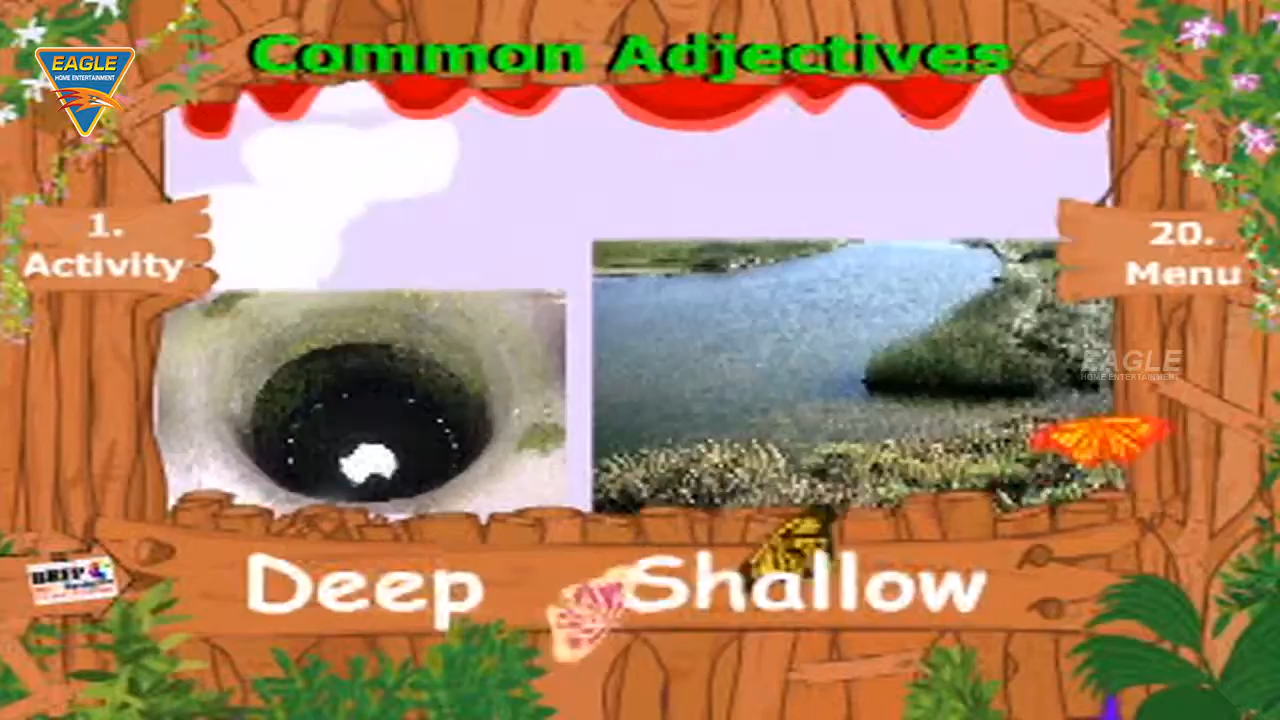 Common Adjectives
EAGLE
HOME ENTERTAINMENT
1.
Activity
20.
Menu
EAGLE
HOME ENTERTAINMENT
Deep Shallow